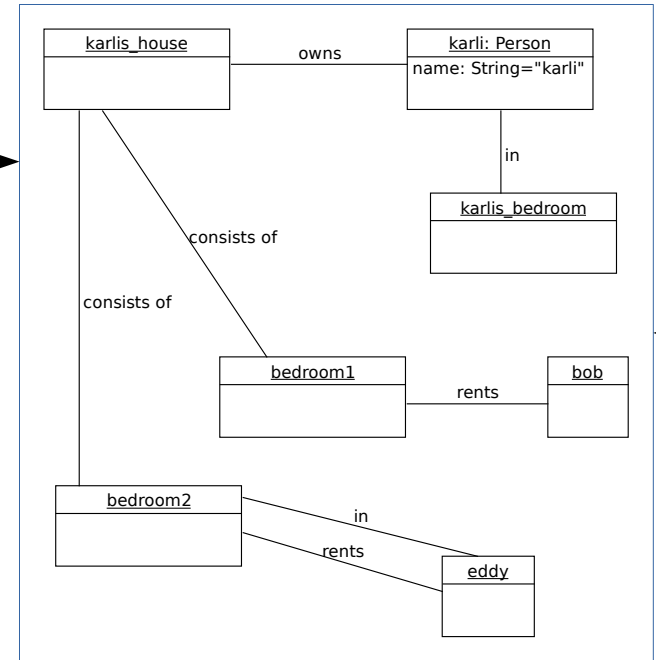 karlis_house
owns
karli: Person
name: String="karli"
in
karlis_bedroom
consists of
consists of
bedroom1
rents
bob
bedroom2
in
rents
eddy